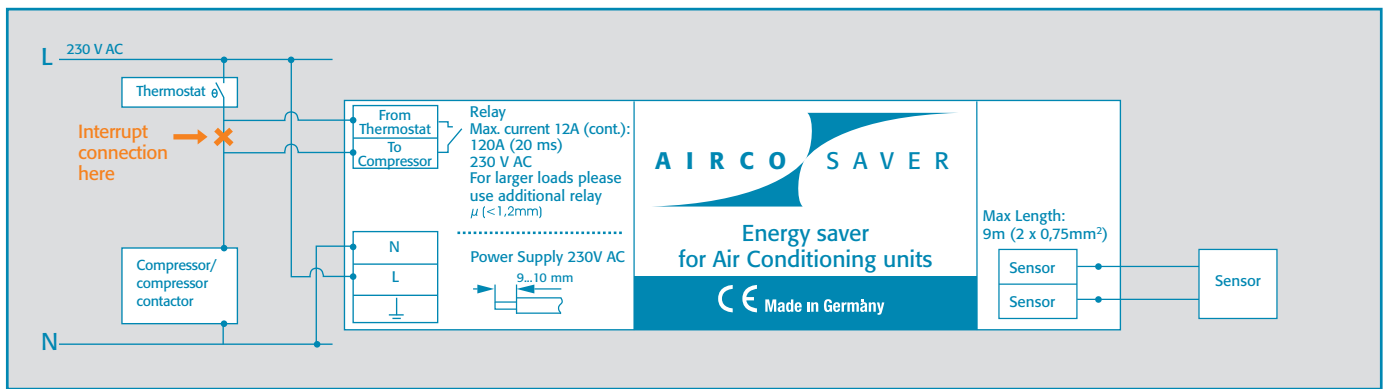 L 230 V AC
Thermostat θ
Interrupt
connection
here
Compressor/
compressor
contactor
N
From
Thermostat
To
Compressor
Relay
Max. current 12A (cont.):
120A (20 ms)
230 V AC
For larger loads please
use additional relay
μ (<1,2mm)
N
L
Power Supply 230V AC
9...10 mm
AIRCO SAVER
Energy saver
for Air Conditioning units
CE Made in Germany
Max Length:
9m (2 x 0,75mm²)
Sensor
Sensor
Sensor